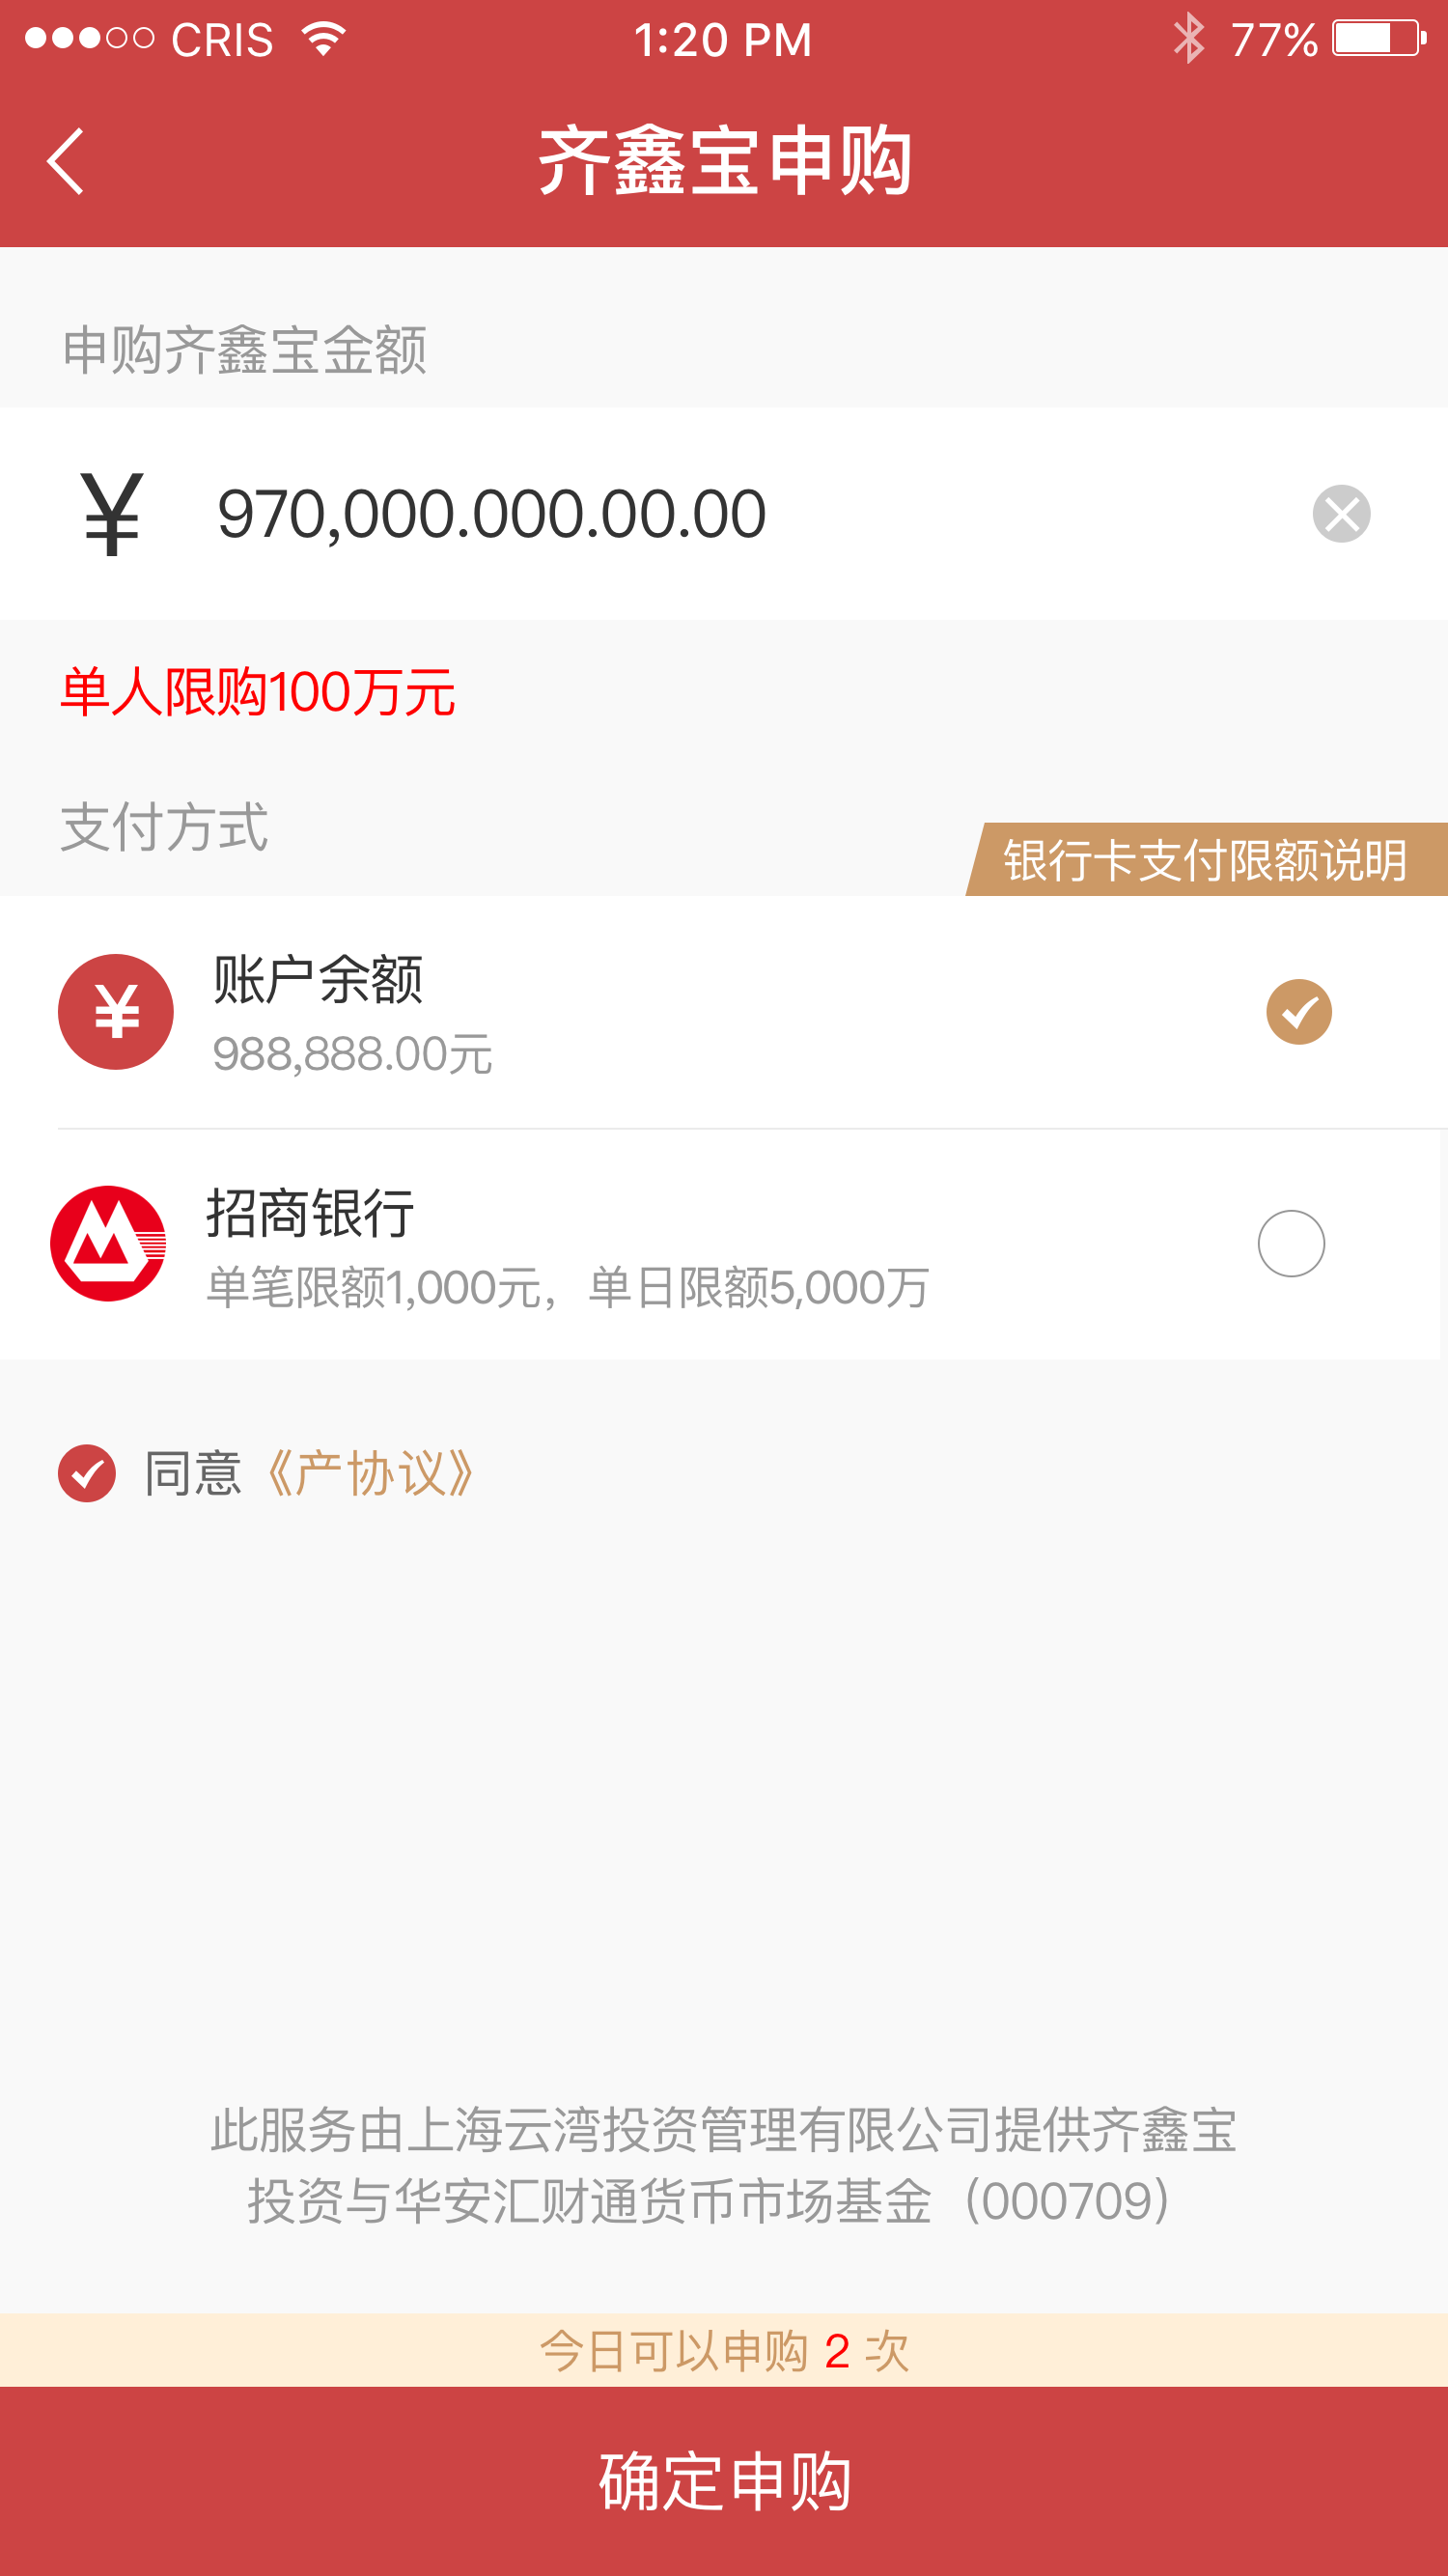 CRIS 1:20 PM 77%
齐鑫宝申购
申购齐鑫宝金额
¥ 970,000.000.00.00
单人限购100万元
支付方式
银行卡支付限额说明
账户余额
¥
988,888.00元
招商银行
单笔限额1,000元，单日限额5,000万
同意《产协议》
此服务由上海云湾投资管理有限公司提供齐鑫宝
投资与华安汇财通货币市场基金（000709）
今日可以申购 2 次
确定申购